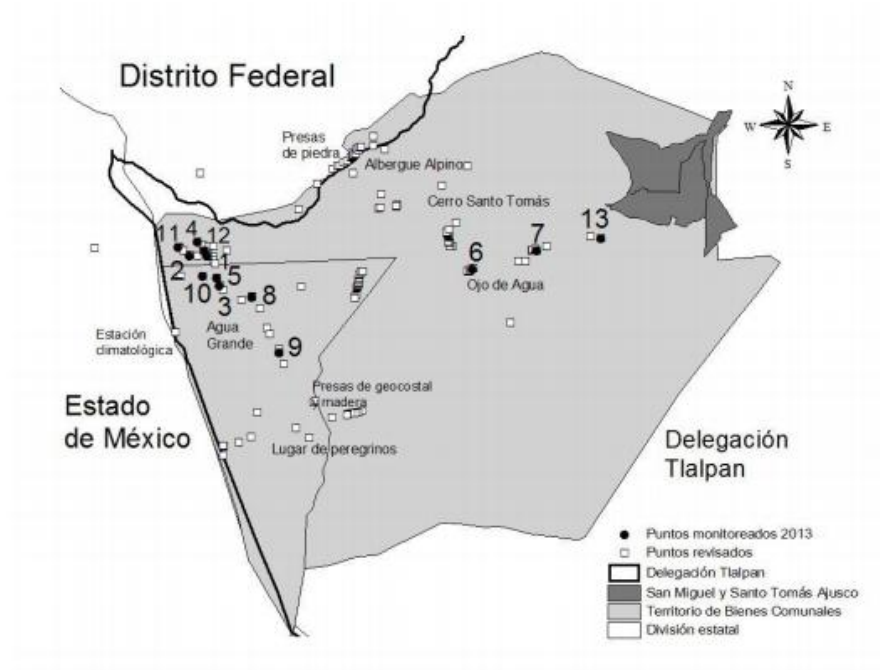 Distrito Federal
N
W
E
S
Presas
de piedra
Albergue Alpino
Cerro Santo Tomás
11
4
12
7
13
2
1
6
10
5
Ojo de Agua
3
8
Estación
climatológica
Agua
Grande
9
Presas de geocostal
y madera
Estado
de México
Lugar de peregrinos
Delegación
Tlalpan
Puntos monitoreados 2013
Puntos revisados
Delegación Tlalpan
San Miguel y Santo Tomás Ajusco
Territorio de Bienes Comunales
División estatal